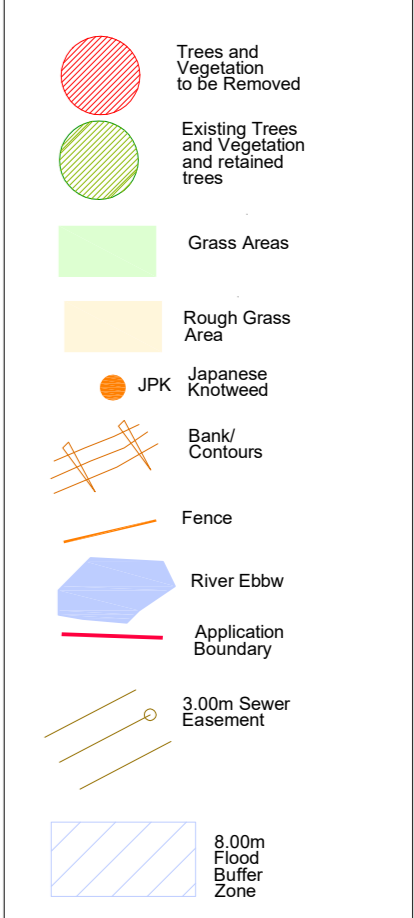 Trees and
Vegetation
to be Removed
Existing Trees
and Vegetation
and retained
trees
Grass Areas
Rough Grass
Area
JPK
Japanese
Knotweed
Bank/
Contours
Fence
River Ebbw
Application
Boundary
3.00m Sewer
Easement
8.00m
Flood
Buffer
Zone